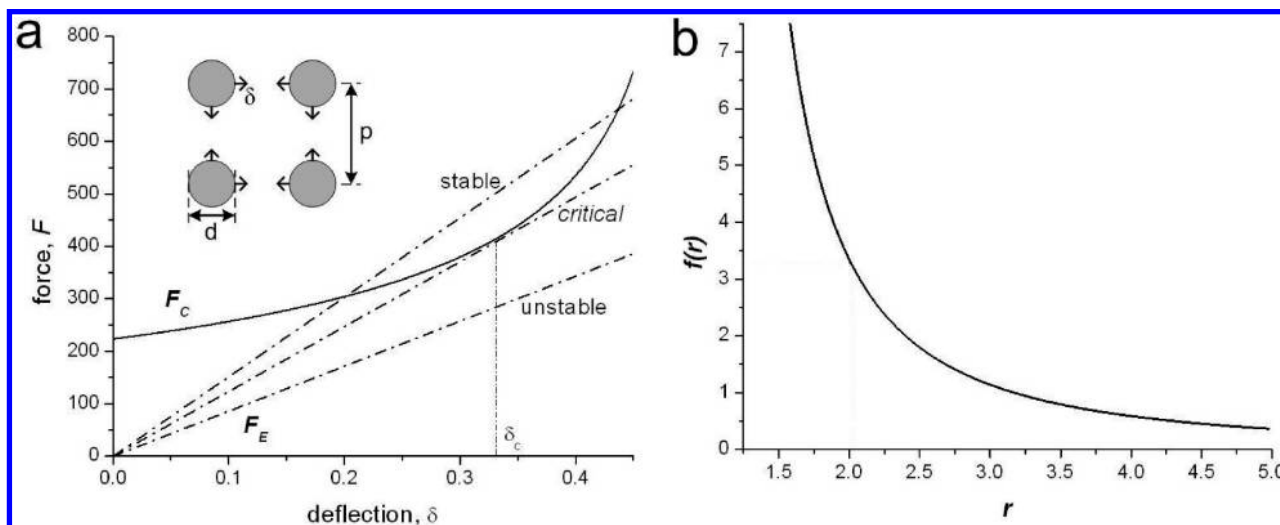 a
800
700
600
500
400
300
200
100
0
force, F
0.0 0.1 0.2 0.3 0.4
deflection, δ
δ
p
d
stable
critical
unstable
F_C
F_E
δ_c
b
7
6
5
4
3
2
1
0
f(r)
1.5 2.0 2.5 3.0 3.5 4.0 4.5 5.0
r